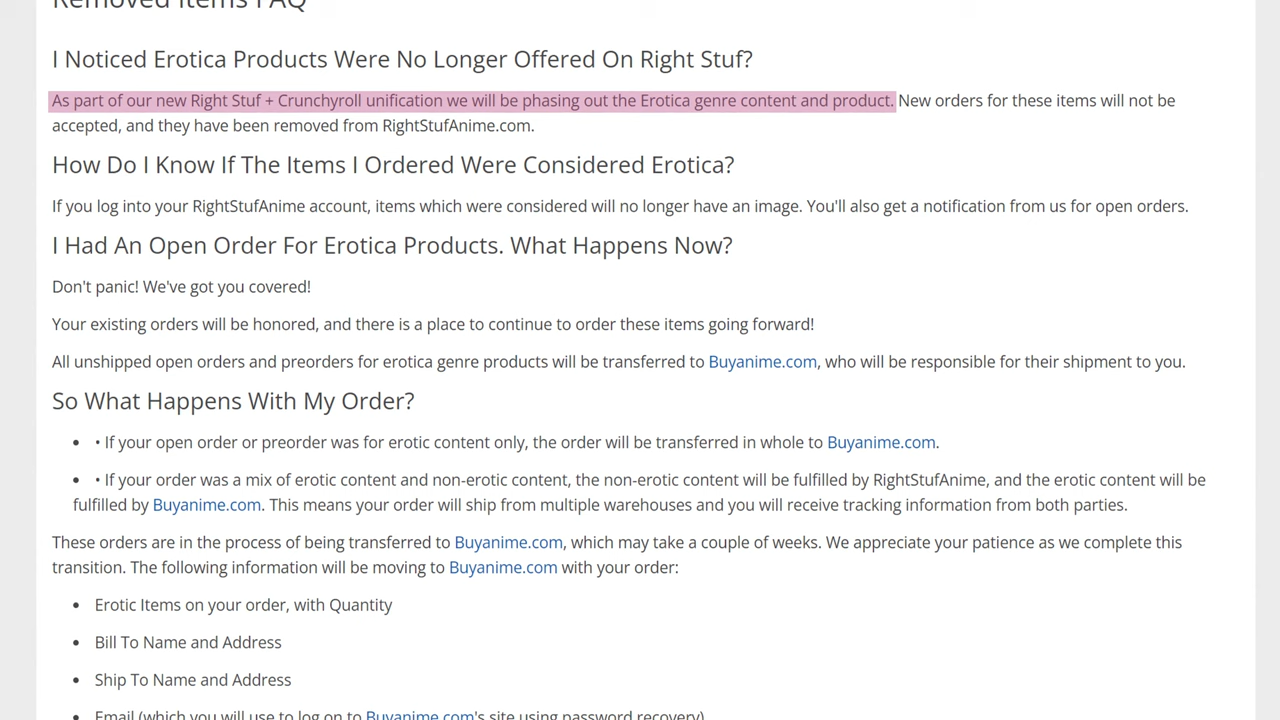 Removed Items FAQ
I Noticed Erotica Products Were No Longer Offered On Right Stuf?
As part of our new Right Stuf + Crunchyroll unification we will be phasing out the Erotica genre content and product. New orders for these items will not be
accepted, and they have been removed from RightStufAnime.com.
How Do I Know If The Items I Ordered Were Considered Erotica?
If you log into your RightStufAnime account, items which were considered will no longer have an image. You'll also get a notification from us for open orders.
I Had An Open Order For Erotica Products. What Happens Now?
Don't panic! We've got you covered!
Your existing orders will be honored, and there is a place to continue to order these items going forward!
All unshipped open orders and preorders for erotica genre products will be transferred to Buyanime.com, who will be responsible for their shipment to you.
So What Happens With My Order?
• • If your open order or preorder was for erotic content only, the order will be transferred in whole to Buyanime.com.
• • If your order was a mix of erotic content and non-erotic content, the non-erotic content will be fulfilled by RightStufAnime, and the erotic content will be
fulfilled by Buyanime.com. This means your order will ship from multiple warehouses and you will receive tracking information from both parties.
These orders are in the process of being transferred to Buyanime.com, which may take a couple of weeks. We appreciate your patience as we complete this
transition. The following information will be moving to Buyanime.com with your order:
• Erotic Items on your order, with Quantity
• Bill To Name and Address
• Ship To Name and Address
• Email (which you will use to log on to Buyanime.com's site using password recovery)